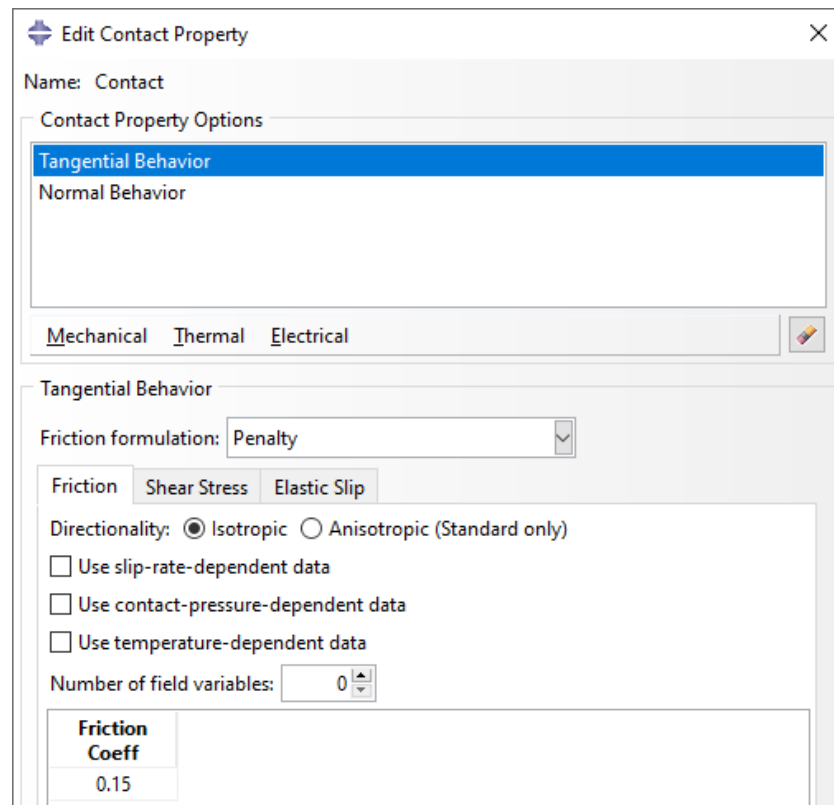 Edit Contact Property
Name: Contact
Contact Property Options
Tangential Behavior
Normal Behavior
Mechanical Thermal Electrical
Tangential Behavior
Friction formulation: Penalty
Friction Shear Stress Elastic Slip
Directionality: Isotropic Anisotropic (Standard only)
Use slip-rate-dependent data
Use contact-pressure-dependent data
Use temperature-dependent data
Number of field variables: 0
Friction
Coeff
0.15